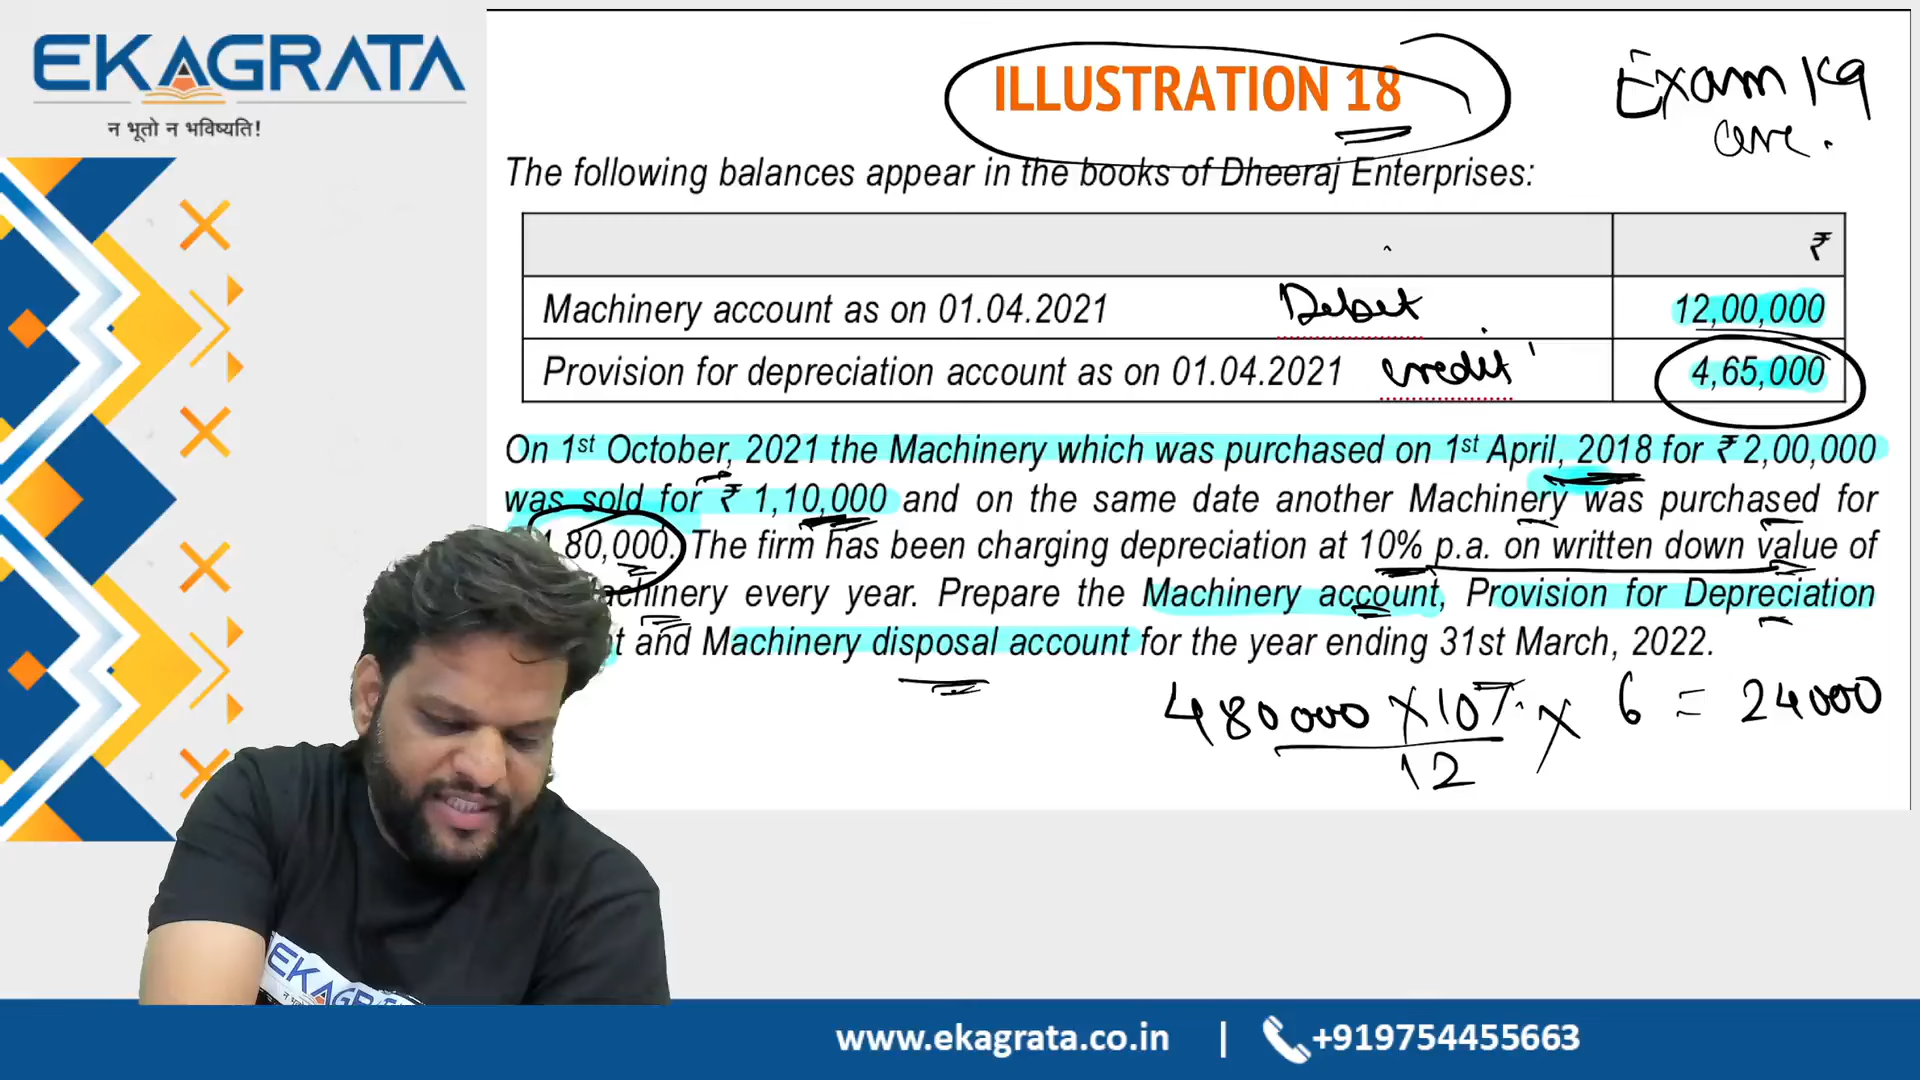 EKAGRATA
न भूतो न भविष्यति!
ILLUSTRATION 18
Exam
The following balances appear in the books of Dheeraj Enterprises:
₹
Machinery account as on 01.04.2021 Debit 12,00,000
Provision for depreciation account as on 01.04.2021 credit 4,65,000
On 1st October, 2021 the Machinery which was purchased on 1st April, 2018 for ₹ 2,00,000
was sold for ₹ 1,10,000 and on the same date another Machinery was purchased for
80,000. The firm has been charging depreciation at 10% p.a. on written down value of
achinery every year. Prepare the Machinery account, Provision for Depreciation
t and Machinery disposal account for the year ending 31st March, 2022.
480000 × 10% × 6 = 24000
12
EKAGRATA
www.ekagrata.co.in | +919754455663